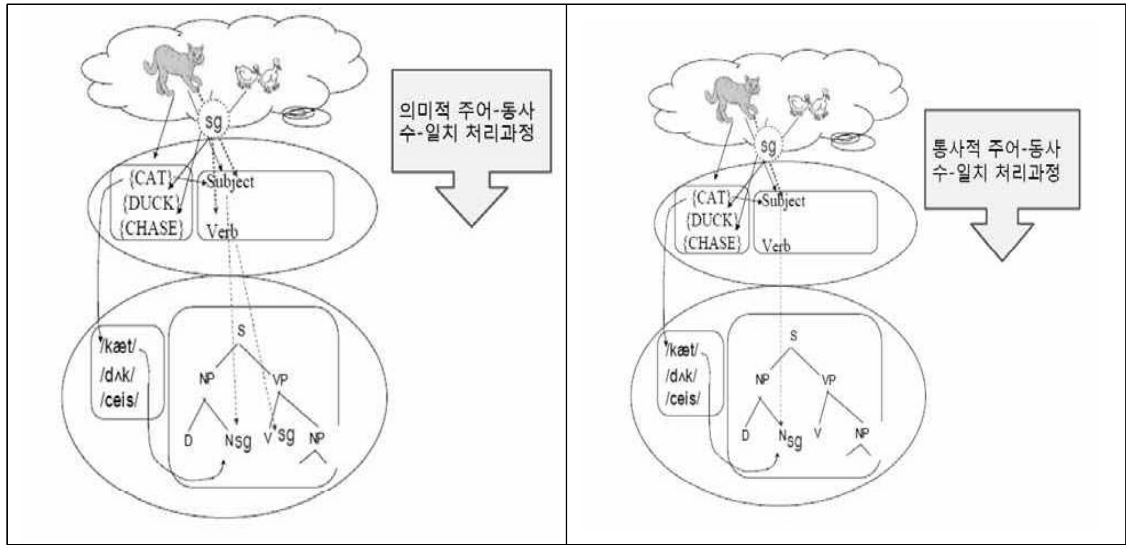 sg
의미적 주어-동사
수-일치 처리과정
{CAT} Subject
{DUCK}
{CHASE} Verb
/kæt/
/dʌk/
/ceis/
S
NP VP
D Nsg V sg NP
sg
통사적 주어-동사
수-일치 처리과정
{CAT} Subject
{DUCK}
{CHASE} Verb
/kæt/
/dʌk/
/ceis/
S
NP VP
D Nsg V NP